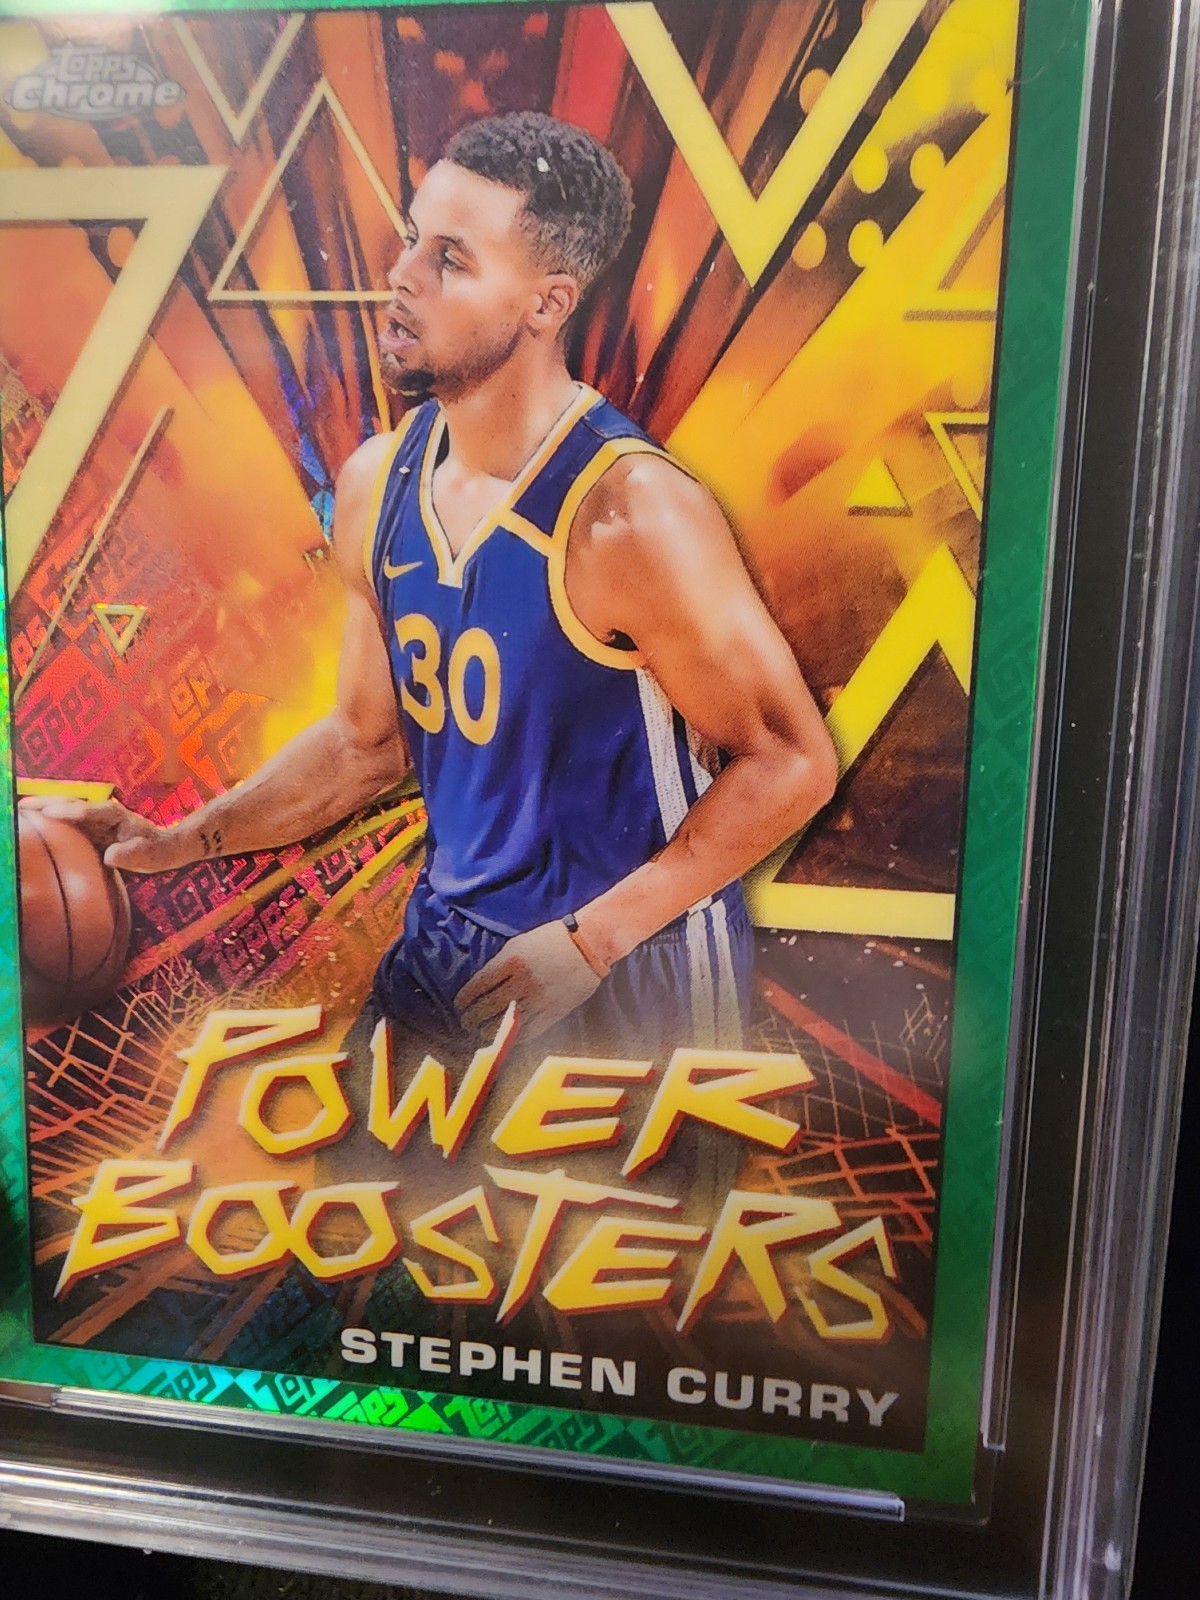 Topps
Chrome
30
POWER
BOOSTERS
STEPHEN CURRY